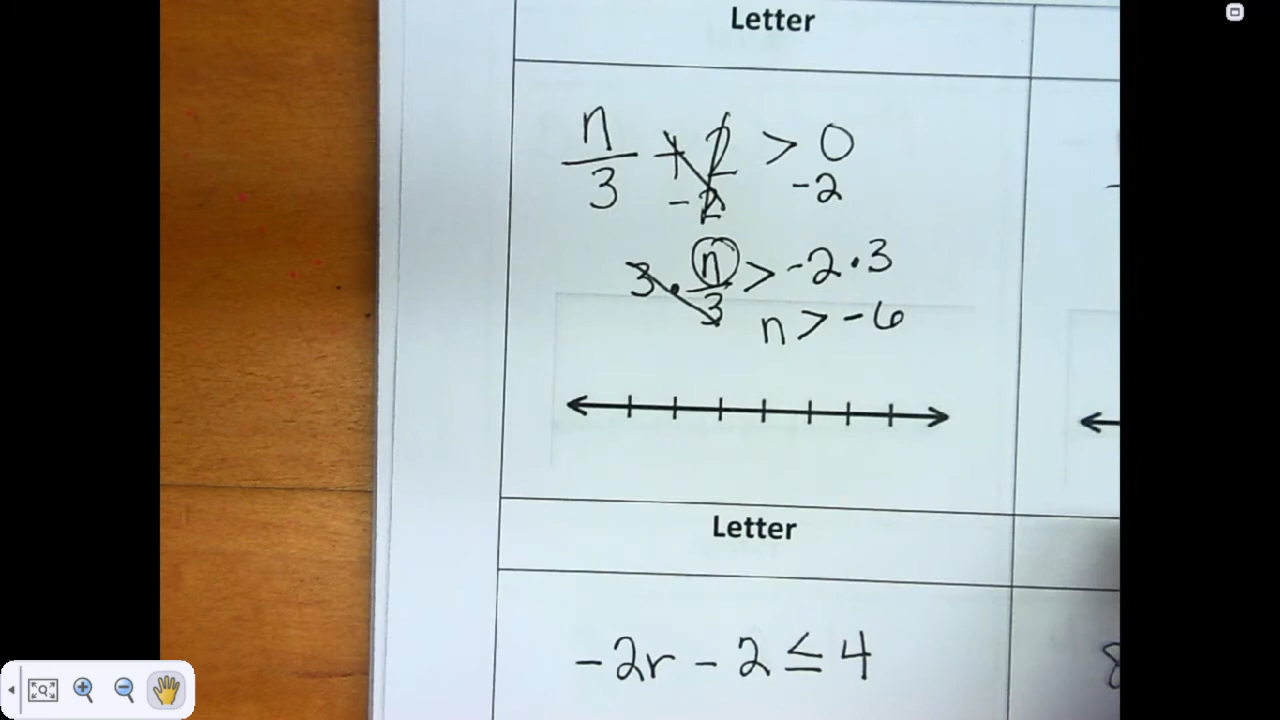 Letter
n/3 + 2 > 0
-2 -2
3 · n/3 > -2 · 3
n > -6
Letter
-2r - 2 ≤ 4